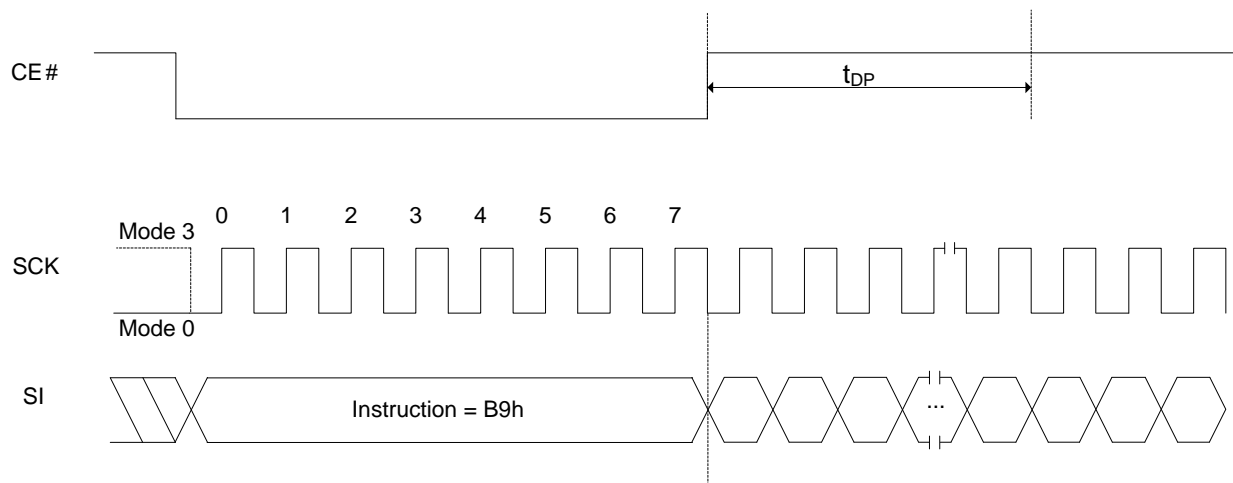 CE#
tDP
0 1 2 3 4 5 6 7
Mode 3
SCK
Mode 0
SI
Instruction = B9h
...